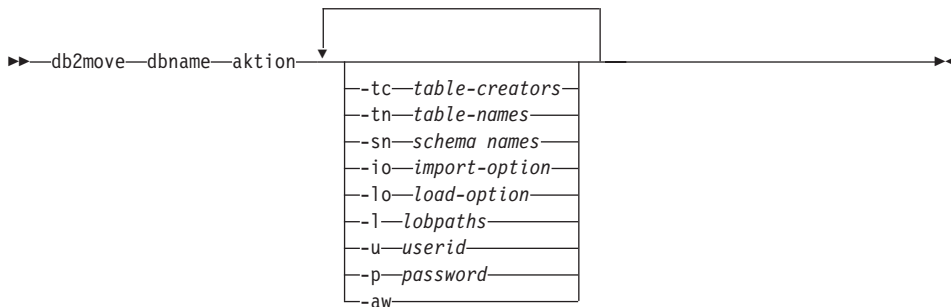 db2move dbname aktion
-tc table-creators
-tn table-names
-sn schema names
-io import-option
-lo load-option
-l lobpaths
-u userid
-p password
-aw